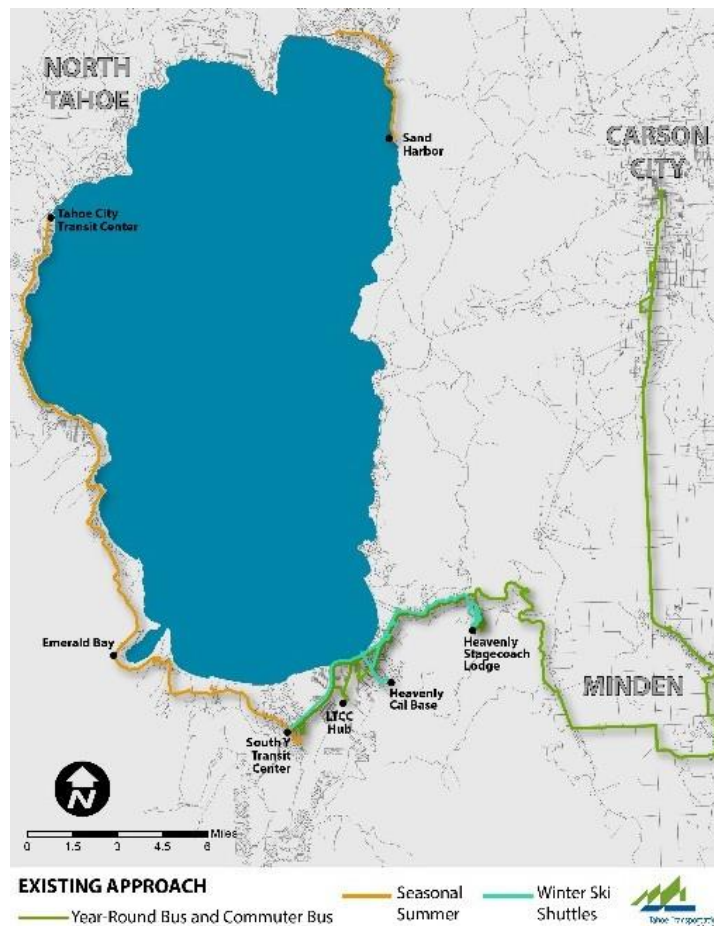 NORTH
TAHOE
Sand
Harbor
CARSON
CITY
Tahoe City
Transit Center
Emerald Bay
Heavenly
Stagecoach
Lodge
Heavenly
Cal Base
MINDEN
LTCC
Hub
South Y
Transit
Center
N
Miles
0 1.5 3 4.5 6
EXISTING APPROACH
Year-Round Bus and Commuter Bus
Seasonal
Summer
Winter Ski
Shuttles